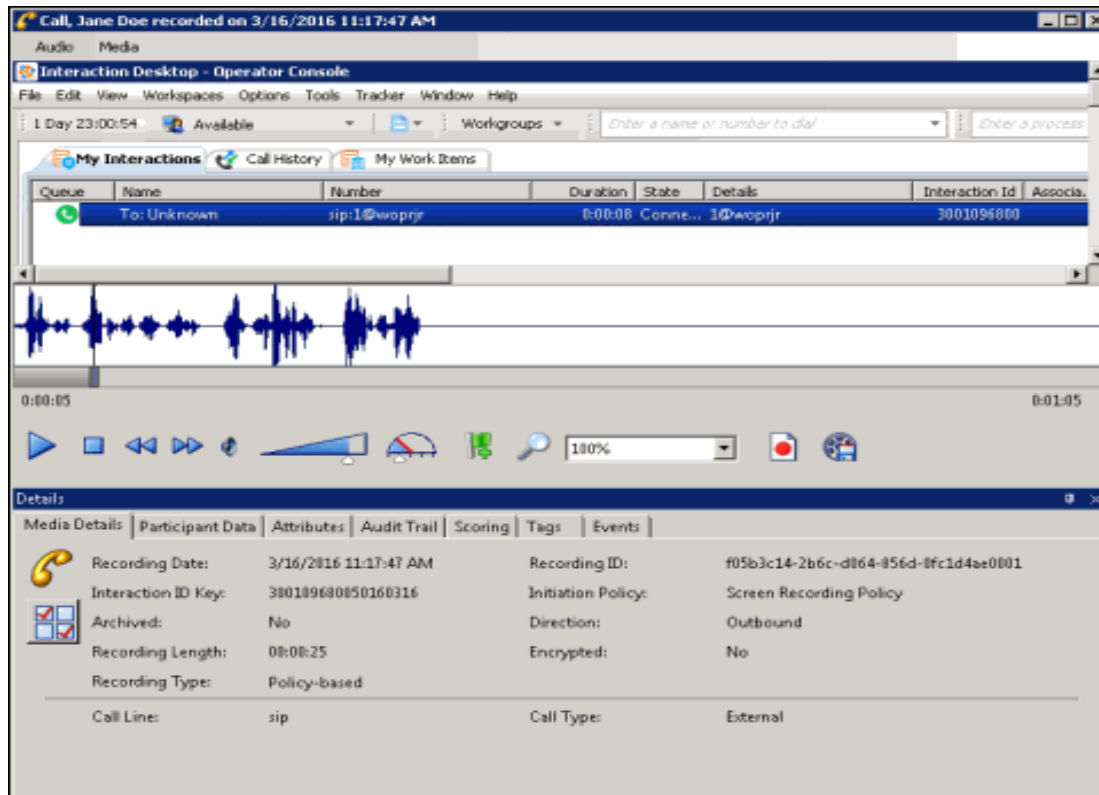 Call, Jane Doe recorded on 3/16/2016 11:17:47 AM
Audio Media
Interaction Desktop - Operator Console
File Edit View Workspaces Options Tools Tracker Window Help
1 Day 23:00:54 Available Workgroups Enter a name or number to dial Enter a process
My Interactions Call History My Work Items
Queue Name Number Duration State Details Interaction Id Associa.
To: Unknown sip:1@woprjr 0:00:08 Conne... 1@woprjr 3001096800
0:00:05 0:01:05
100%
Details
Media Details Participant Data Attributes Audit Trail Scoring Tags Events
Recording Date: 3/16/2016 11:17:47 AM Recording ID: f05b3c14-2b6c-d064-856d-0fc1d4ae0001
Interaction ID Key: 300109680050160316 Initiation Policy: Screen Recording Policy
Archived: No Direction: Outbound
Recording Length: 00:00:25 Encrypted: No
Recording Type: Policy-based
Call Line: sip Call Type: External